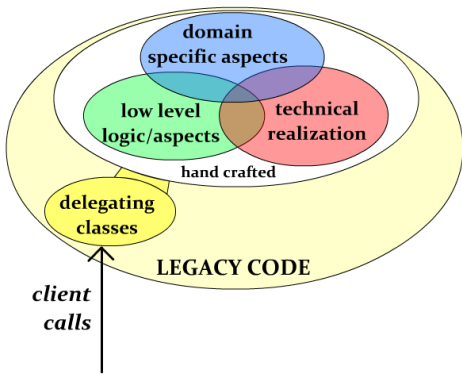 domain
specific aspects
low level
logic/aspects
technical
realization
hand crafted
delegating
classes
LEGACY CODE
client
calls